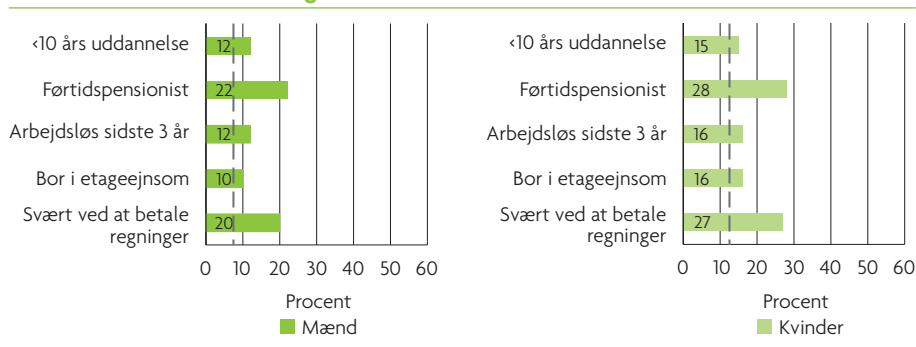 <10 års uddannelse
12
Førtidspensionist
22
Arbejdsløs sidste 3 år
12
Bor i etageejnsom
10
Svært ved at betale
regninger
20
0 10 20 30 40 50 60
Procent
Mænd
<10 års uddannelse
15
Førtidspensionist
28
Arbejdsløs sidste 3 år
16
Bor i etageejnsom
16
Svært ved at betale
regninger
27
0 10 20 30 40 50 60
Procent
Kvinder